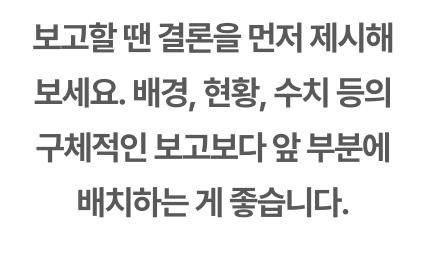 보고할 땐 결론을 먼저 제시해
보세요. 배경, 현황, 수치 등의
구체적인 보고보다 앞 부분에
배치하는 게 좋습니다.